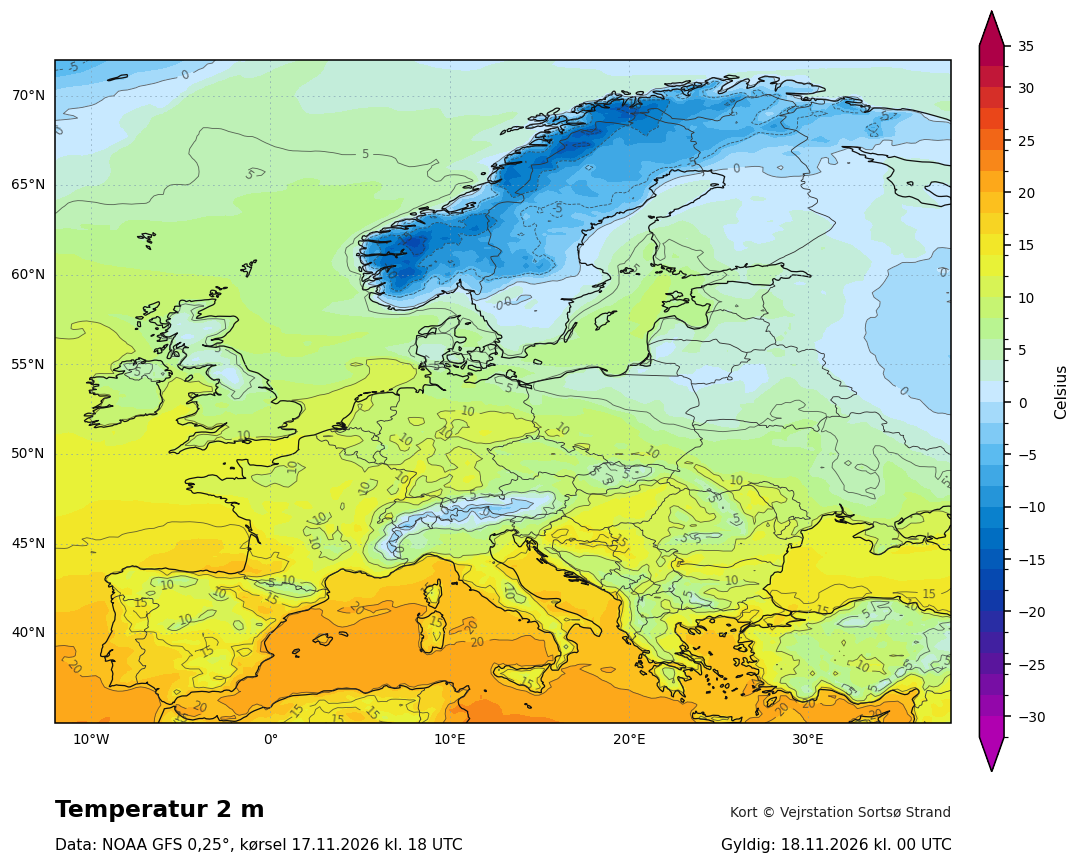 70°N
65°N
60°N
55°N
50°N
45°N
40°N
10°W
0°
10°E
20°E
30°E
35
30
25
20
15
10
5
0
−5
−10
−15
−20
−25
−30
Celsius
Temperatur 2 m
Kort © Vejrstation Sortsø Strand
Data: NOAA GFS 0,25°, kørsel 17.11.2026 kl. 18 UTC
Gyldig: 18.11.2026 kl. 00 UTC